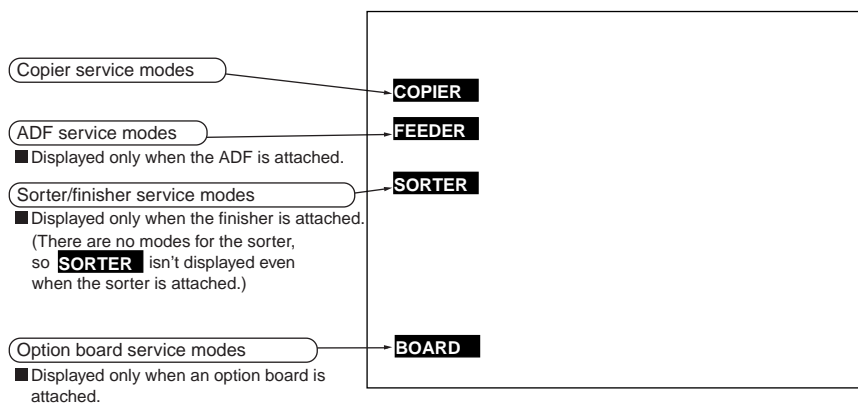 Copier service modes
COPIER
ADF service modes
FEEDER
■ Displayed only when the ADF is attached.
Sorter/finisher service modes
SORTER
■ Displayed only when the finisher is attached.
(There are no modes for the sorter,
so SORTER isn't displayed even
when the sorter is attached.)
Option board service modes
BOARD
■ Displayed only when an option board is
attached.